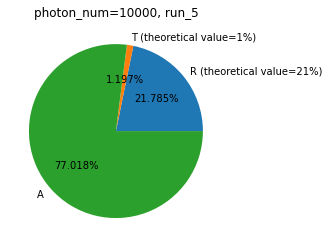 photon_num=10000, run_5
T (theoretical value=1%)
R (theoretical value=21%)
1.197%
21.785%
77.018%
A